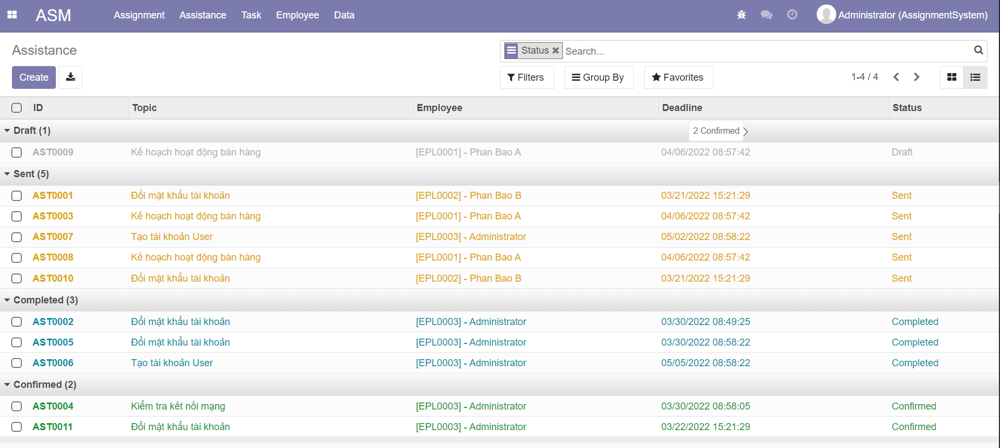 ASM Assignment Assistance Task Employee Data Administrator (AssignmentSystem)
Assistance
Status Search...
Create Filters Group By Favorites 1-4 / 4
ID Topic Employee Deadline Status
Draft (1) 2 Confirmed
AST0009 Kế hoạch hoạt động bán hàng [EPL0001] - Phan Bao A 04/06/2022 08:57:42 Draft
Sent (5)
AST0001 Đổi mật khẩu tài khoản [EPL0002] - Phan Bao B 03/21/2022 15:21:29 Sent
AST0003 Kế hoạch hoạt động bán hàng [EPL0001] - Phan Bao A 04/06/2022 08:57:42 Sent
AST0007 Tạo tài khoản User [EPL0003] - Administrator 05/02/2022 08:58:22 Sent
AST0008 Kế hoạch hoạt động bán hàng [EPL0001] - Phan Bao A 04/06/2022 08:57:42 Sent
AST0010 Đổi mật khẩu tài khoản [EPL0002] - Phan Bao B 03/21/2022 15:21:29 Sent
Completed (3)
AST0002 Đổi mật khẩu tài khoản [EPL0003] - Administrator 03/30/2022 08:49:25 Completed
AST0005 Đổi mật khẩu tài khoản [EPL0003] - Administrator 03/30/2022 08:58:22 Completed
AST0006 Tạo tài khoản User [EPL0003] - Administrator 05/05/2022 08:58:22 Completed
Confirmed (2)
AST0004 Kiểm tra kết nối mạng [EPL0003] - Administrator 03/30/2022 08:58:05 Confirmed
AST0011 Đổi mật khẩu tài khoản [EPL0003] - Administrator 03/22/2022 15:21:29 Confirmed